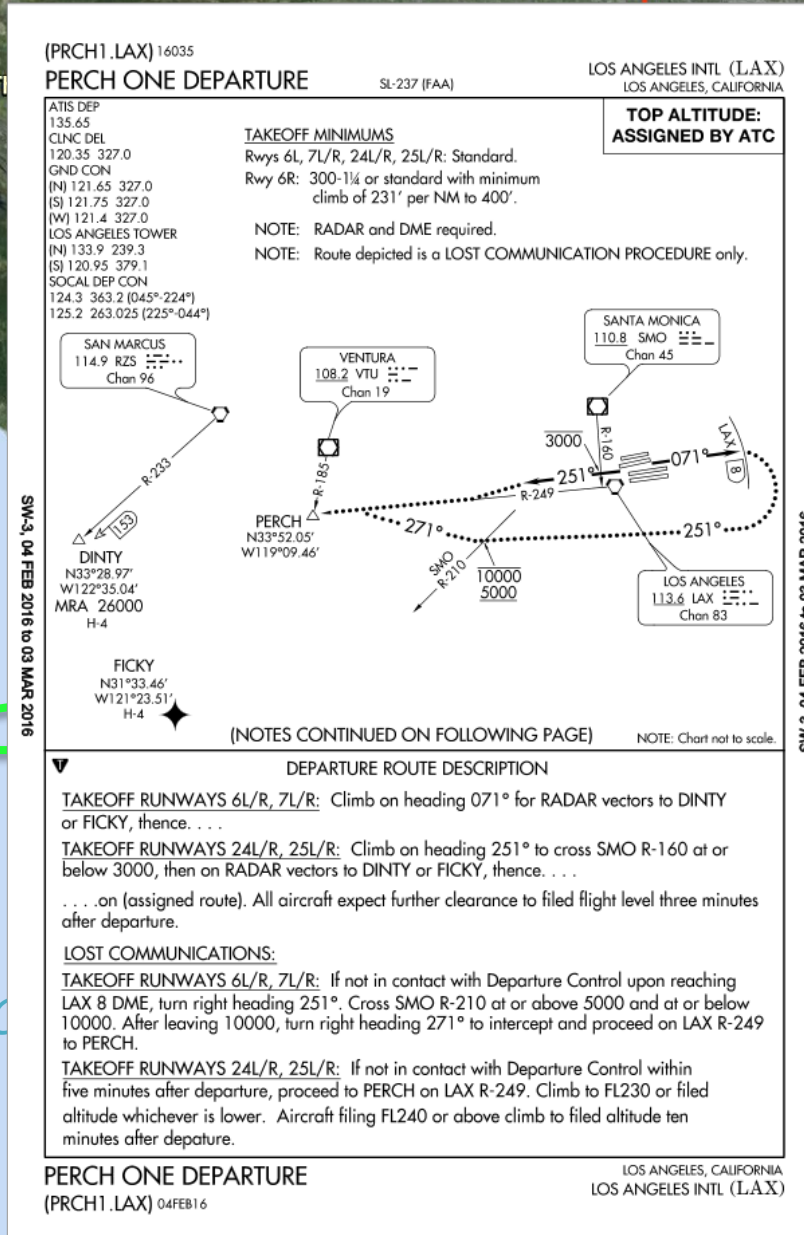 (PRCH1.LAX) 16035
PERCH ONE DEPARTURE
SL-237 (FAA)
LOS ANGELES INTL (LAX)
LOS ANGELES, CALIFORNIA
ATIS DEP
135.65
CLNC DEL
120.35 327.0
GND CON
(N) 121.65 327.0
(S) 121.75 327.0
(W) 121.4 327.0
LOS ANGELES TOWER
(N) 133.9 239.3
(S) 120.95 379.1
SOCAL DEP CON
124.3 363.2 (045°-224°)
125.2 263.025 (225°-044°)
TOP ALTITUDE:
ASSIGNED BY ATC
TAKEOFF MINIMUMS
Rwys 6L, 7L/R, 24L/R, 25L/R: Standard.
Rwy 6R: 300-1¼ or standard with minimum
climb of 231' per NM to 400'.
NOTE: RADAR and DME required.
NOTE: Route depicted is a LOST COMMUNICATION PROCEDURE only.
SAN MARCUS
114.9 RZS
Chan 96
VENTURA
108.2 VTU
Chan 19
SANTA MONICA
110.8 SMO
Chan 45
3000
R-160
LAX
8
071°
251°
R-249
R-233
R-185
153
PERCH
N33°52.05'
W119°09.46'
271°
251°
SMO
R-210
10000
5000
LOS ANGELES
113.6 LAX
Chan 83
DINTY
N33°28.97'
W122°35.04'
MRA 26000
H-4
FICKY
N31°33.46'
W121°23.51'
H-4
(NOTES CONTINUED ON FOLLOWING PAGE)
NOTE: Chart not to scale.
SW-3, 04 FEB 2016 to 03 MAR 2016
SW-3, 04 FEB 2016 to 03 MAR 2016
T
DEPARTURE ROUTE DESCRIPTION
TAKEOFF RUNWAYS 6L/R, 7L/R: Climb on heading 071° for RADAR vectors to DINTY
or FICKY, thence. . . .
TAKEOFF RUNWAYS 24L/R, 25L/R: Climb on heading 251° to cross SMO R-160 at or
below 3000, then on RADAR vectors to DINTY or FICKY, thence. . . .
. . . .on (assigned route). All aircraft expect further clearance to filed flight level three minutes
after departure.
LOST COMMUNICATIONS:
TAKEOFF RUNWAYS 6L/R, 7L/R: If not in contact with Departure Control upon reaching
LAX 8 DME, turn right heading 251°. Cross SMO R-210 at or above 5000 and at or below
10000. After leaving 10000, turn right heading 271° to intercept and proceed on LAX R-249
to PERCH.
TAKEOFF RUNWAYS 24L/R, 25L/R: If not in contact with Departure Control within
five minutes after departure, proceed to PERCH on LAX R-249. Climb to FL230 or filed
altitude whichever is lower. Aircraft filing FL240 or above climb to filed altitude ten
minutes after depature.
PERCH ONE DEPARTURE
(PRCH1.LAX) 04FEB16
LOS ANGELES, CALIFORNIA
LOS ANGELES INTL (LAX)